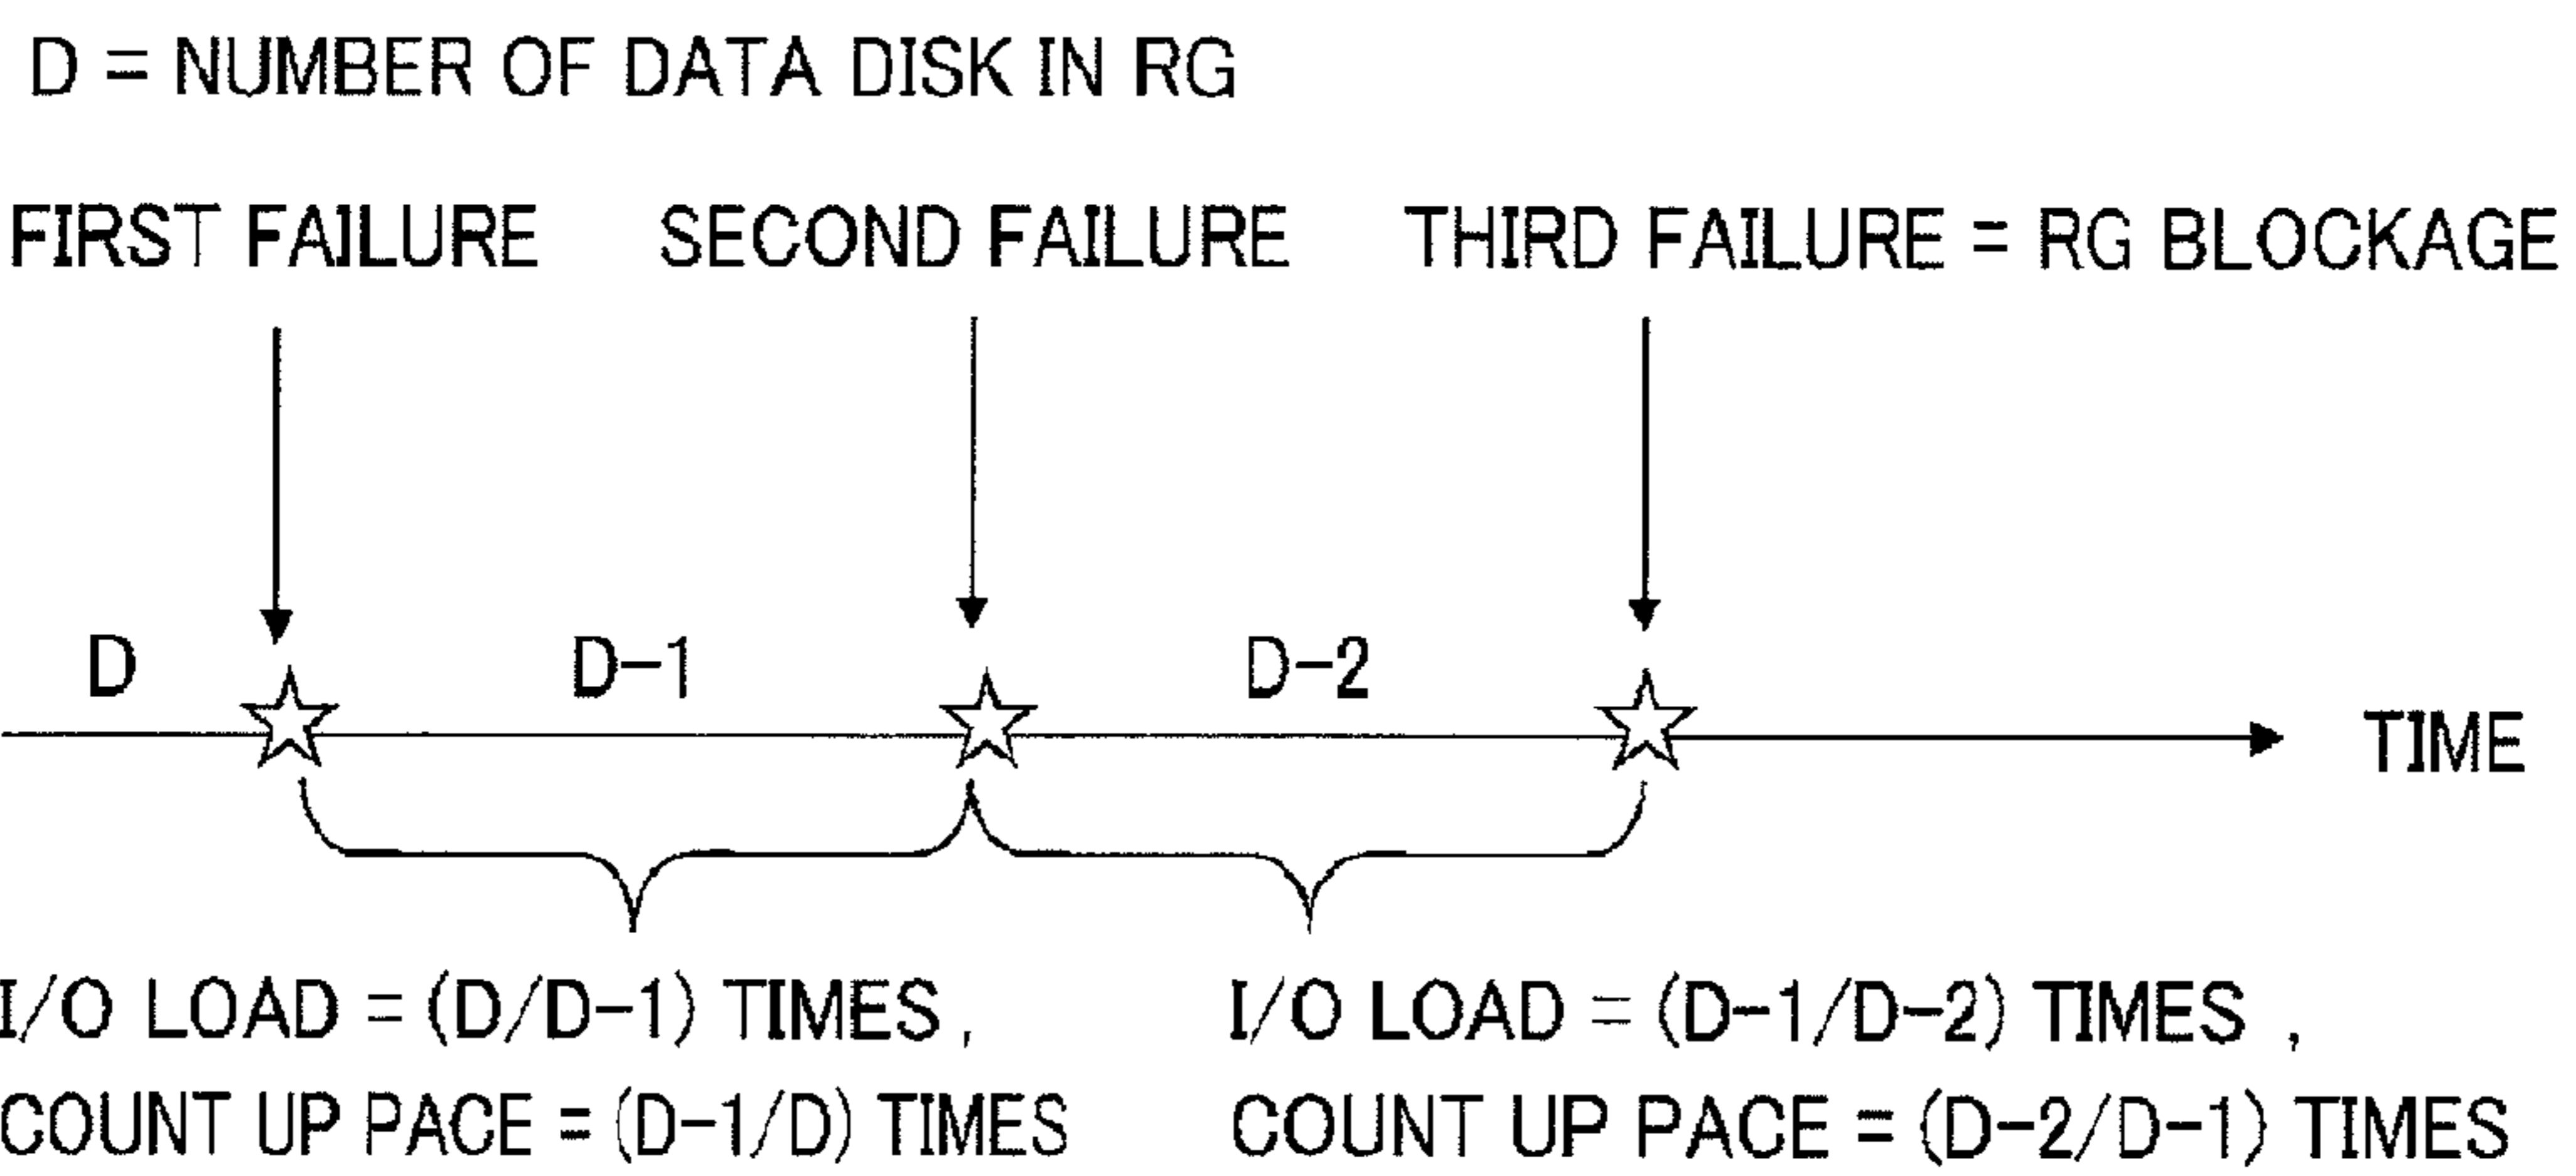 D = NUMBER OF DATA DISK IN RG
FIRST FAILURE SECOND FAILURE THIRD FAILURE = RG BLOCKAGE
D D-1 D-2
TIME
I/O LOAD = (D/D-1) TIMES , I/O LOAD = (D-1/D-2) TIMES ,
COUNT UP PACE = (D-1/D) TIMES COUNT UP PACE = (D-2/D-1) TIMES